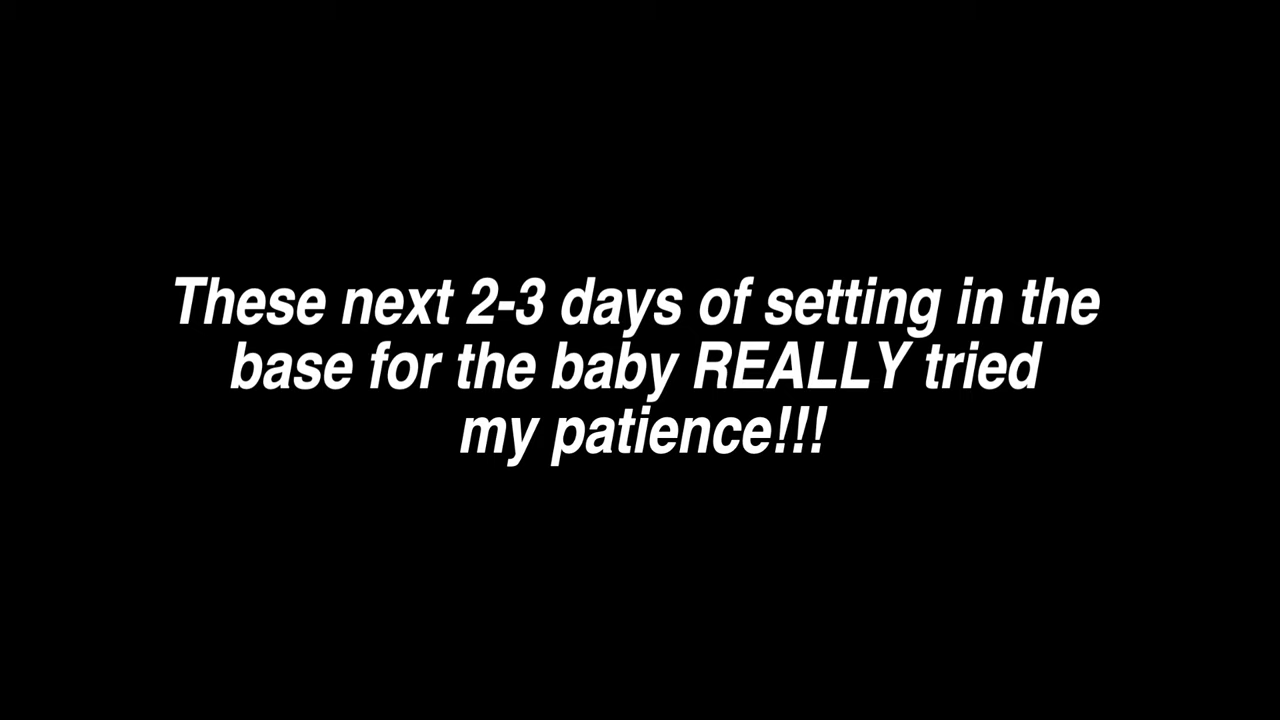 These next 2-3 days of setting in the
base for the baby REALLY tried
my patience!!!